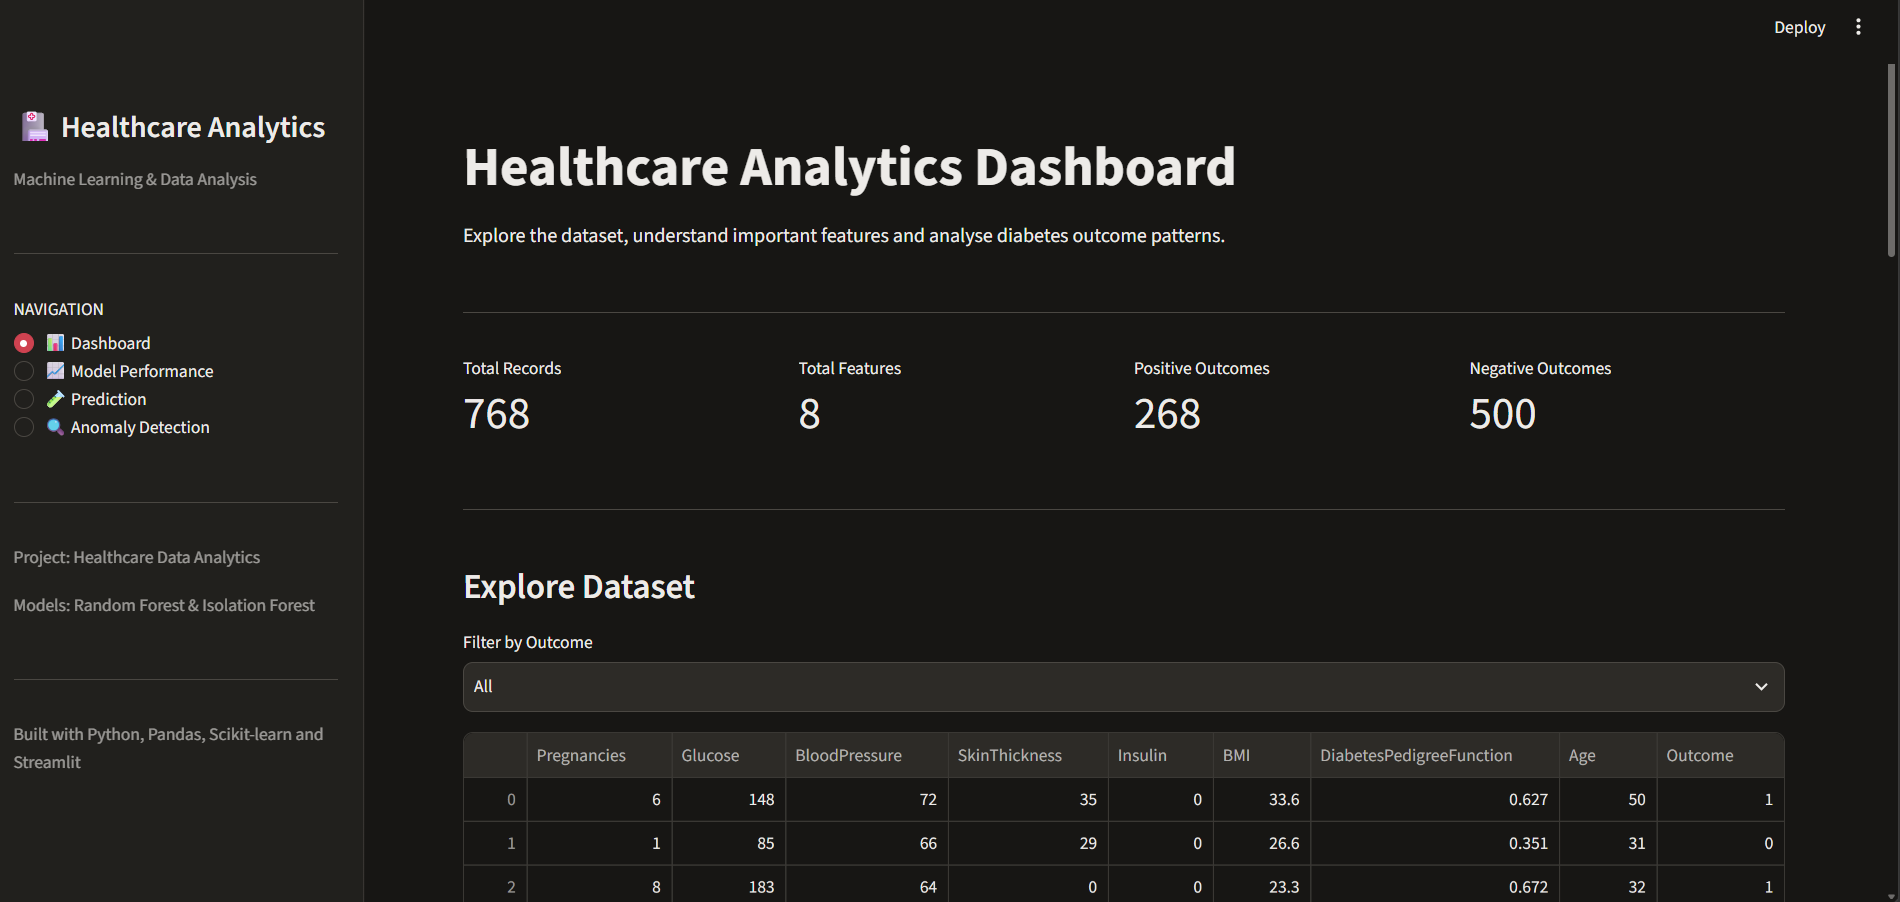 Deploy
Healthcare Analytics
Machine Learning & Data Analysis
NAVIGATION
Dashboard
Model Performance
Prediction
Anomaly Detection
Project: Healthcare Data Analytics
Models: Random Forest & Isolation Forest
Built with Python, Pandas, Scikit-learn and
Streamlit
Healthcare Analytics Dashboard
Explore the dataset, understand important features and analyse diabetes outcome patterns.
Total Records Total Features Positive Outcomes Negative Outcomes
768 8 268 500
Explore Dataset
Filter by Outcome
All
Pregnancies Glucose BloodPressure SkinThickness Insulin BMI DiabetesPedigreeFunction Age Outcome
0 6 148 72 35 0 33.6 0.627 50 1
1 1 85 66 29 0 26.6 0.351 31 0
2 8 183 64 0 0 23.3 0.672 32 1